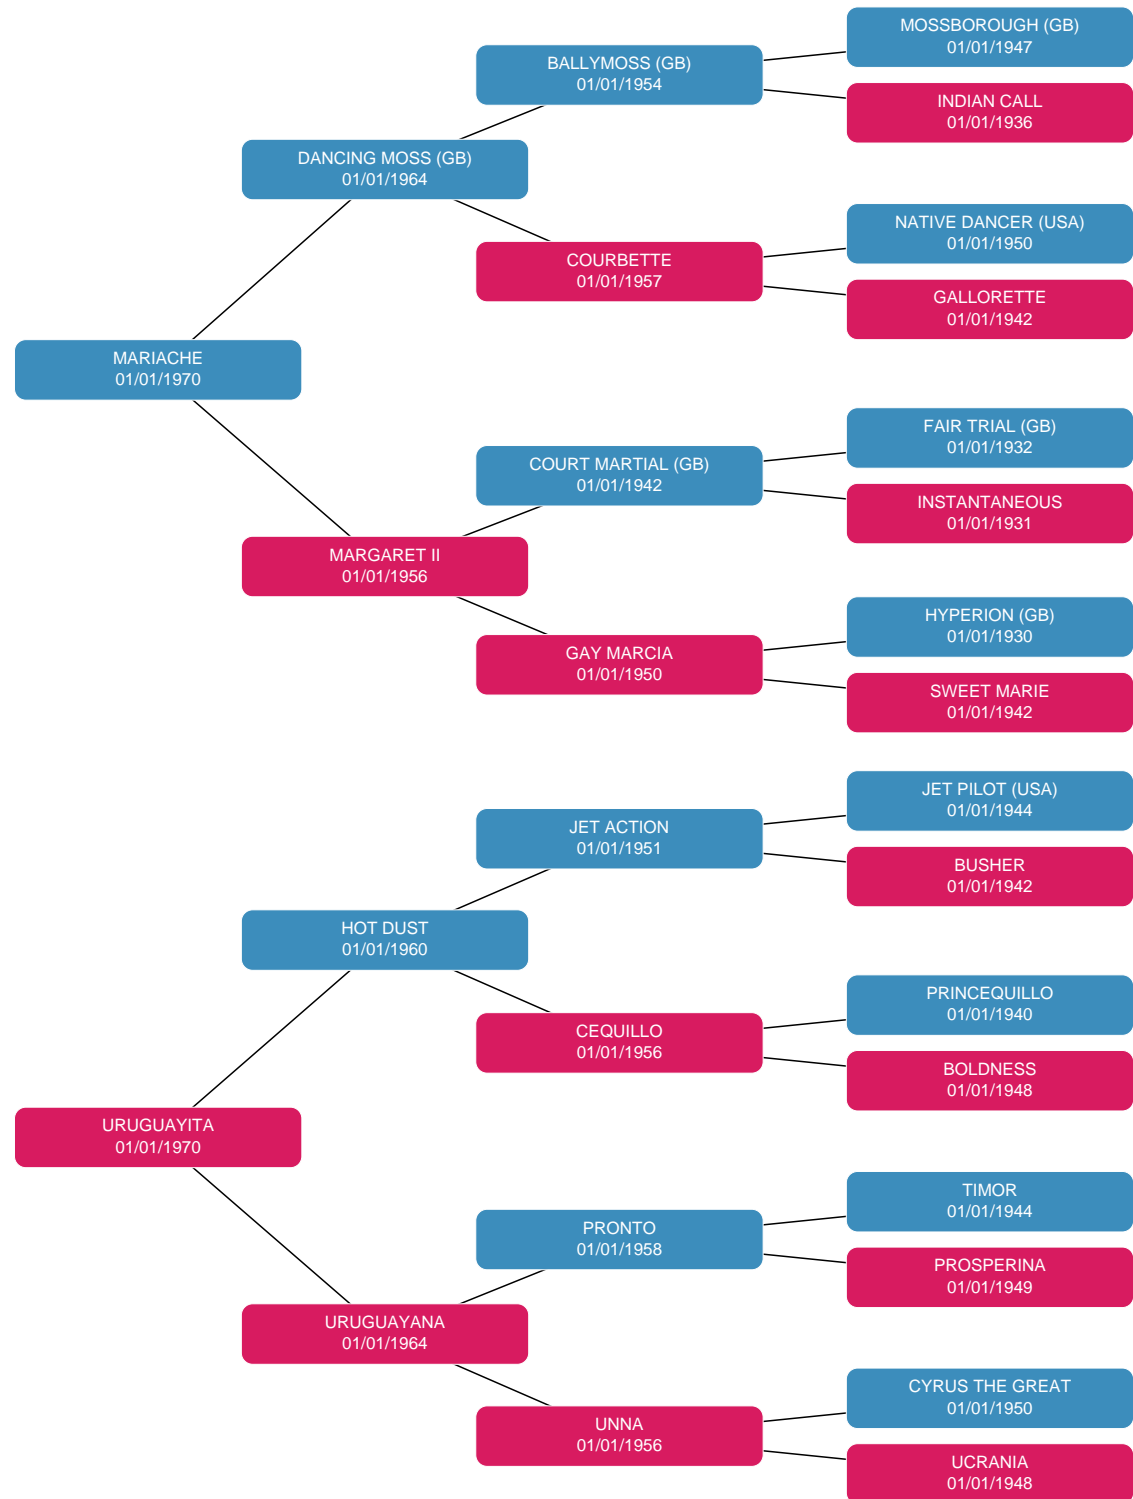 MOSSBOROUGH (GB)
01/01/1947
BALLYMOSS (GB)
01/01/1954
INDIAN CALL
01/01/1936
DANCING MOSS (GB)
01/01/1964
NATIVE DANCER (USA)
01/01/1950
COURBETTE
01/01/1957
GALLORETTE
01/01/1942
MARIACHE
01/01/1970
FAIR TRIAL (GB)
01/01/1932
COURT MARTIAL (GB)
01/01/1942
INSTANTANEOUS
01/01/1931
MARGARET II
01/01/1956
HYPERION (GB)
01/01/1930
GAY MARCIA
01/01/1950
SWEET MARIE
01/01/1942
JET PILOT (USA)
01/01/1944
JET ACTION
01/01/1951
BUSHER
01/01/1942
HOT DUST
01/01/1960
PRINCEQUILLO
01/01/1940
CEQUILLO
01/01/1956
BOLDNESS
01/01/1948
URUGUAYITA
01/01/1970
TIMOR
01/01/1944
PRONTO
01/01/1958
PROSPERINA
01/01/1949
URUGUAYANA
01/01/1964
CYRUS THE GREAT
01/01/1950
UNNA
01/01/1956
UCRANIA
01/01/1948